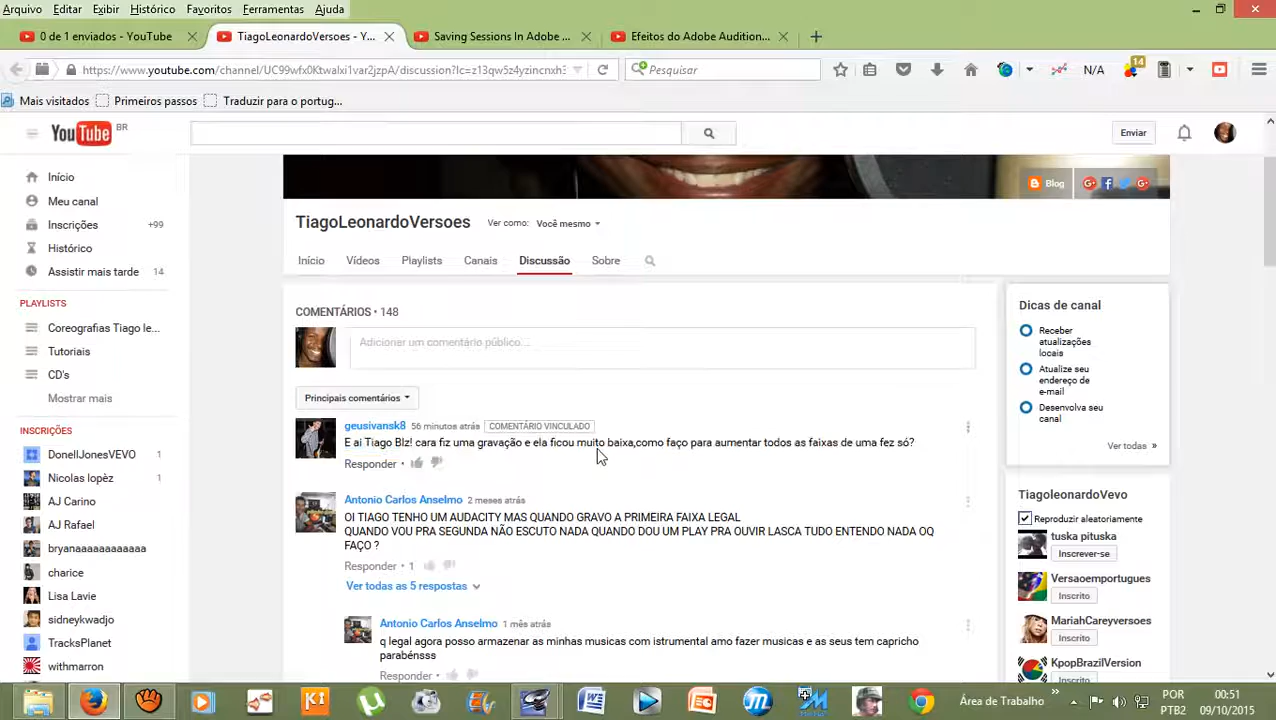 Arquivo Editar Exibir Histórico Favoritos Ferramentas Ajuda
0 de 1 enviados - YouTube
TiagoLeonardoVersoes - Y...
Saving Sessions In Adobe ...
Efeitos do Adobe Audition...
https://www.youtube.com/channel/UC99wfx0Ktwalxi1var2jzpA/discussion?lc=z13qw5z4yzincnxh3
Pesquisar
N/A
14
Mais visitados Primeiros passos Traduzir para o portug...
YouTube BR
Enviar
Início
Meu canal
Inscrições +99
Histórico
Assistir mais tarde 14
PLAYLISTS
Coreografias Tiago le...
Tutoriais
CD's
Mostrar mais
INSCRIÇÕES
DonellJonesVEVO 1
Nicolas lopèz 1
AJ Carino
AJ Rafael
bryanaaaaaaaaaaaa
charice
Lisa Lavie
sidneykwadjo
TracksPlanet
withmarron
Blog
TiagoLeonardoVersoes Ver como: Você mesmo
Início Vídeos Playlists Canais Discussão Sobre
COMENTÁRIOS • 148
Adicionar um comentário público...
Principais comentários
geusivansk8 56 minutos atrás COMENTÁRIO VINCULADO
E ai Tiago Blz! cara fiz uma gravação e ela ficou muito baixa,como faço para aumentar todos as faixas de uma fez só?
Responder •
Antonio Carlos Anselmo 2 meses atrás
OI TIAGO TENHO UM AUDACITY MAS QUANDO GRAVO A PRIMEIRA FAIXA LEGAL
QUANDO VOU PRA SEGUNDA NÃO ESCUTO NADA QUANDO DOU UM PLAY PRA OUVIR LASCA TUDO ENTENDO NADA OQ
FAÇO ?
Responder • 1
Ver todas as 5 respostas
Antonio Carlos Anselmo 1 mês atrás
q legal agora posso armazenar as minhas musicas com istrumental amo fazer musicas e as seus tem capricho
parabénsss
Responder •
Dicas de canal
Receber
atualizações
locais
Atualize seu
endereço de
e-mail
Desenvolva seu
canal
Ver todas »
TiagoleonardoVevo
Reproduzir aleatoriamente
tuska pituska
Inscrever-se
Versaoemportugues
Inscrito
MariahCareyversoes
Inscrito
KpopBrazilVersion
Inscrito
Área de Trabalho
POR
PTB2
00:51
09/10/2015